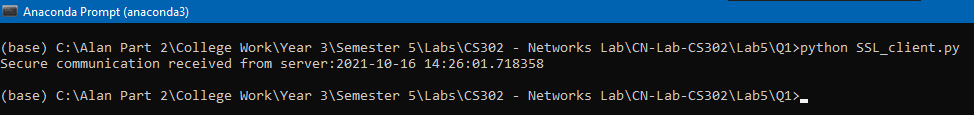 Anaconda Prompt (anaconda3)
(base) C:\Alan Part 2\College Work\Year 3\Semester 5\Labs\CS302 - Networks Lab\CN-Lab-CS302\Lab5\Q1>python SSL_client.py
Secure communication received from server:2021-10-16 14:26:01.718358
(base) C:\Alan Part 2\College Work\Year 3\Semester 5\Labs\CS302 - Networks Lab\CN-Lab-CS302\Lab5\Q1>